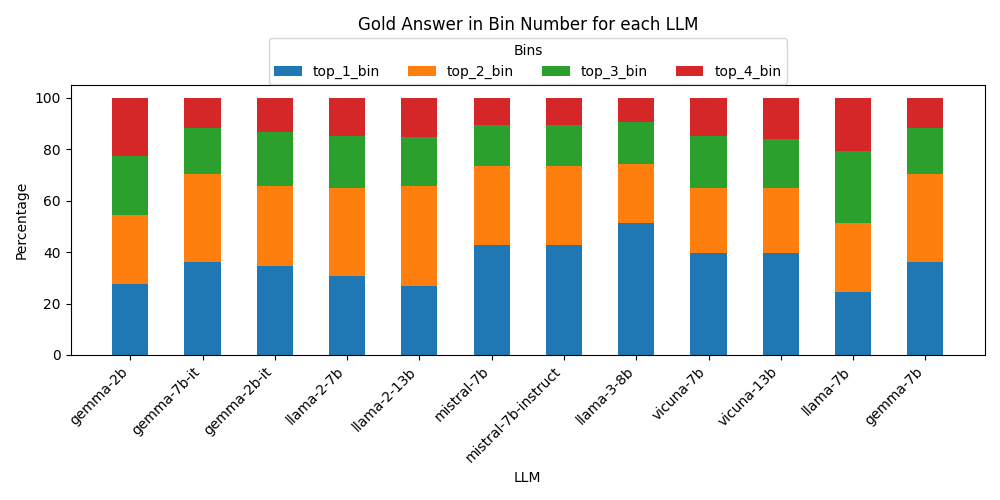 Gold Answer in Bin Number for each LLM
Bins
top_1_bin top_2_bin top_3_bin top_4_bin
Percentage
100
80
60
40
20
0
gemma-2b gemma-7b-it gemma-2b-it llama-2-7b llama-2-13b mistral-7b mistral-7b-instruct llama-3-8b vicuna-7b vicuna-13b llama-7b gemma-7b
LLM